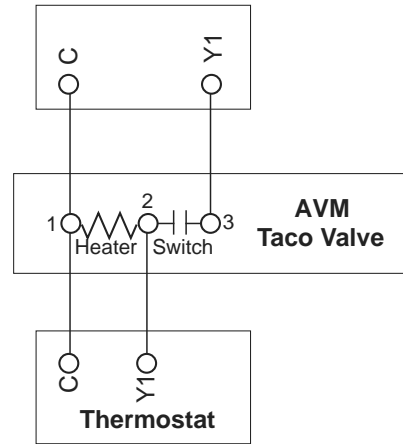 C
Y1
2
1
3
Heater
Switch
AVM
Taco Valve
C
Y1
Thermostat